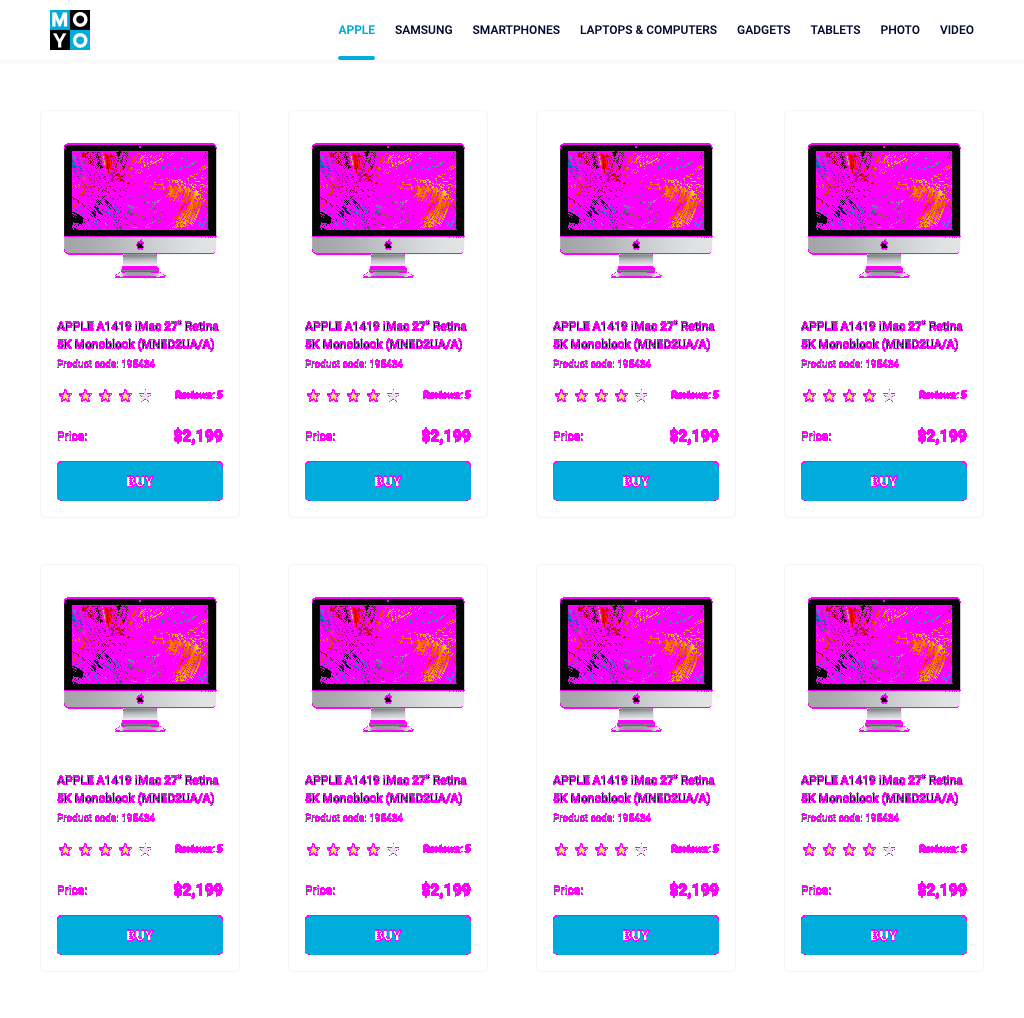 MO
YO
APPLE SAMSUNG SMARTPHONES LAPTOPS & COMPUTERS GADGETS TABLETS PHOTO VIDEO
APPLE A1419 iMac 27" Retina APPLE A1419 iMac 27" Retina APPLE A1419 iMac 27" Retina APPLE A1419 iMac 27" Retina
5K Monoblock (MNED2UA/A) 5K Monoblock (MNED2UA/A) 5K Monoblock (MNED2UA/A) 5K Monoblock (MNED2UA/A)
Product code: 195434 Product code: 195434 Product code: 195434 Product code: 195434
Reviews: 5 Reviews: 5 Reviews: 5 Reviews: 5
Price: $2,199 Price: $2,199 Price: $2,199 Price: $2,199
BUY BUY BUY BUY
APPLE A1419 iMac 27" Retina APPLE A1419 iMac 27" Retina APPLE A1419 iMac 27" Retina APPLE A1419 iMac 27" Retina
5K Monoblock (MNED2UA/A) 5K Monoblock (MNED2UA/A) 5K Monoblock (MNED2UA/A) 5K Monoblock (MNED2UA/A)
Product code: 195434 Product code: 195434 Product code: 195434 Product code: 195434
Reviews: 5 Reviews: 5 Reviews: 5 Reviews: 5
Price: $2,199 Price: $2,199 Price: $2,199 Price: $2,199
BUY BUY BUY BUY